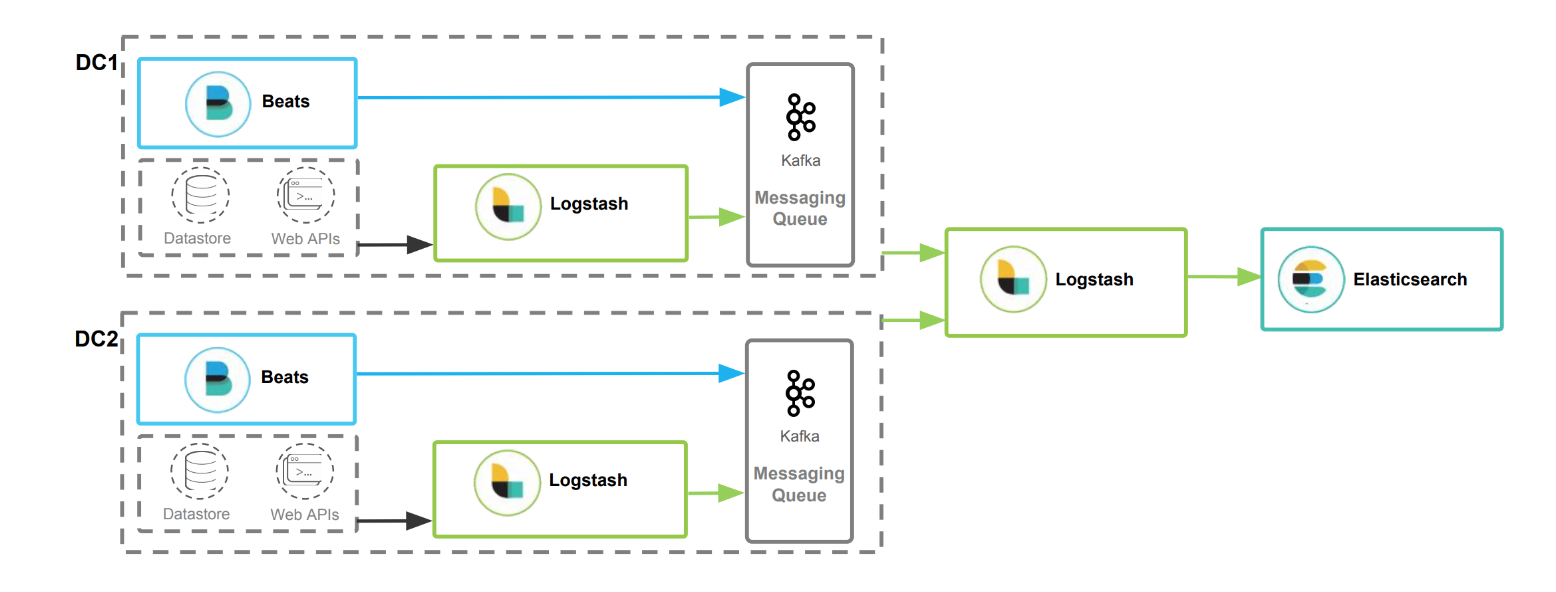 DC1
Beats
Datastore
Web APIs
Logstash
Kafka
Messaging
Queue
DC2
Beats
Datastore
Web APIs
Logstash
Kafka
Messaging
Queue
Logstash
Elasticsearch